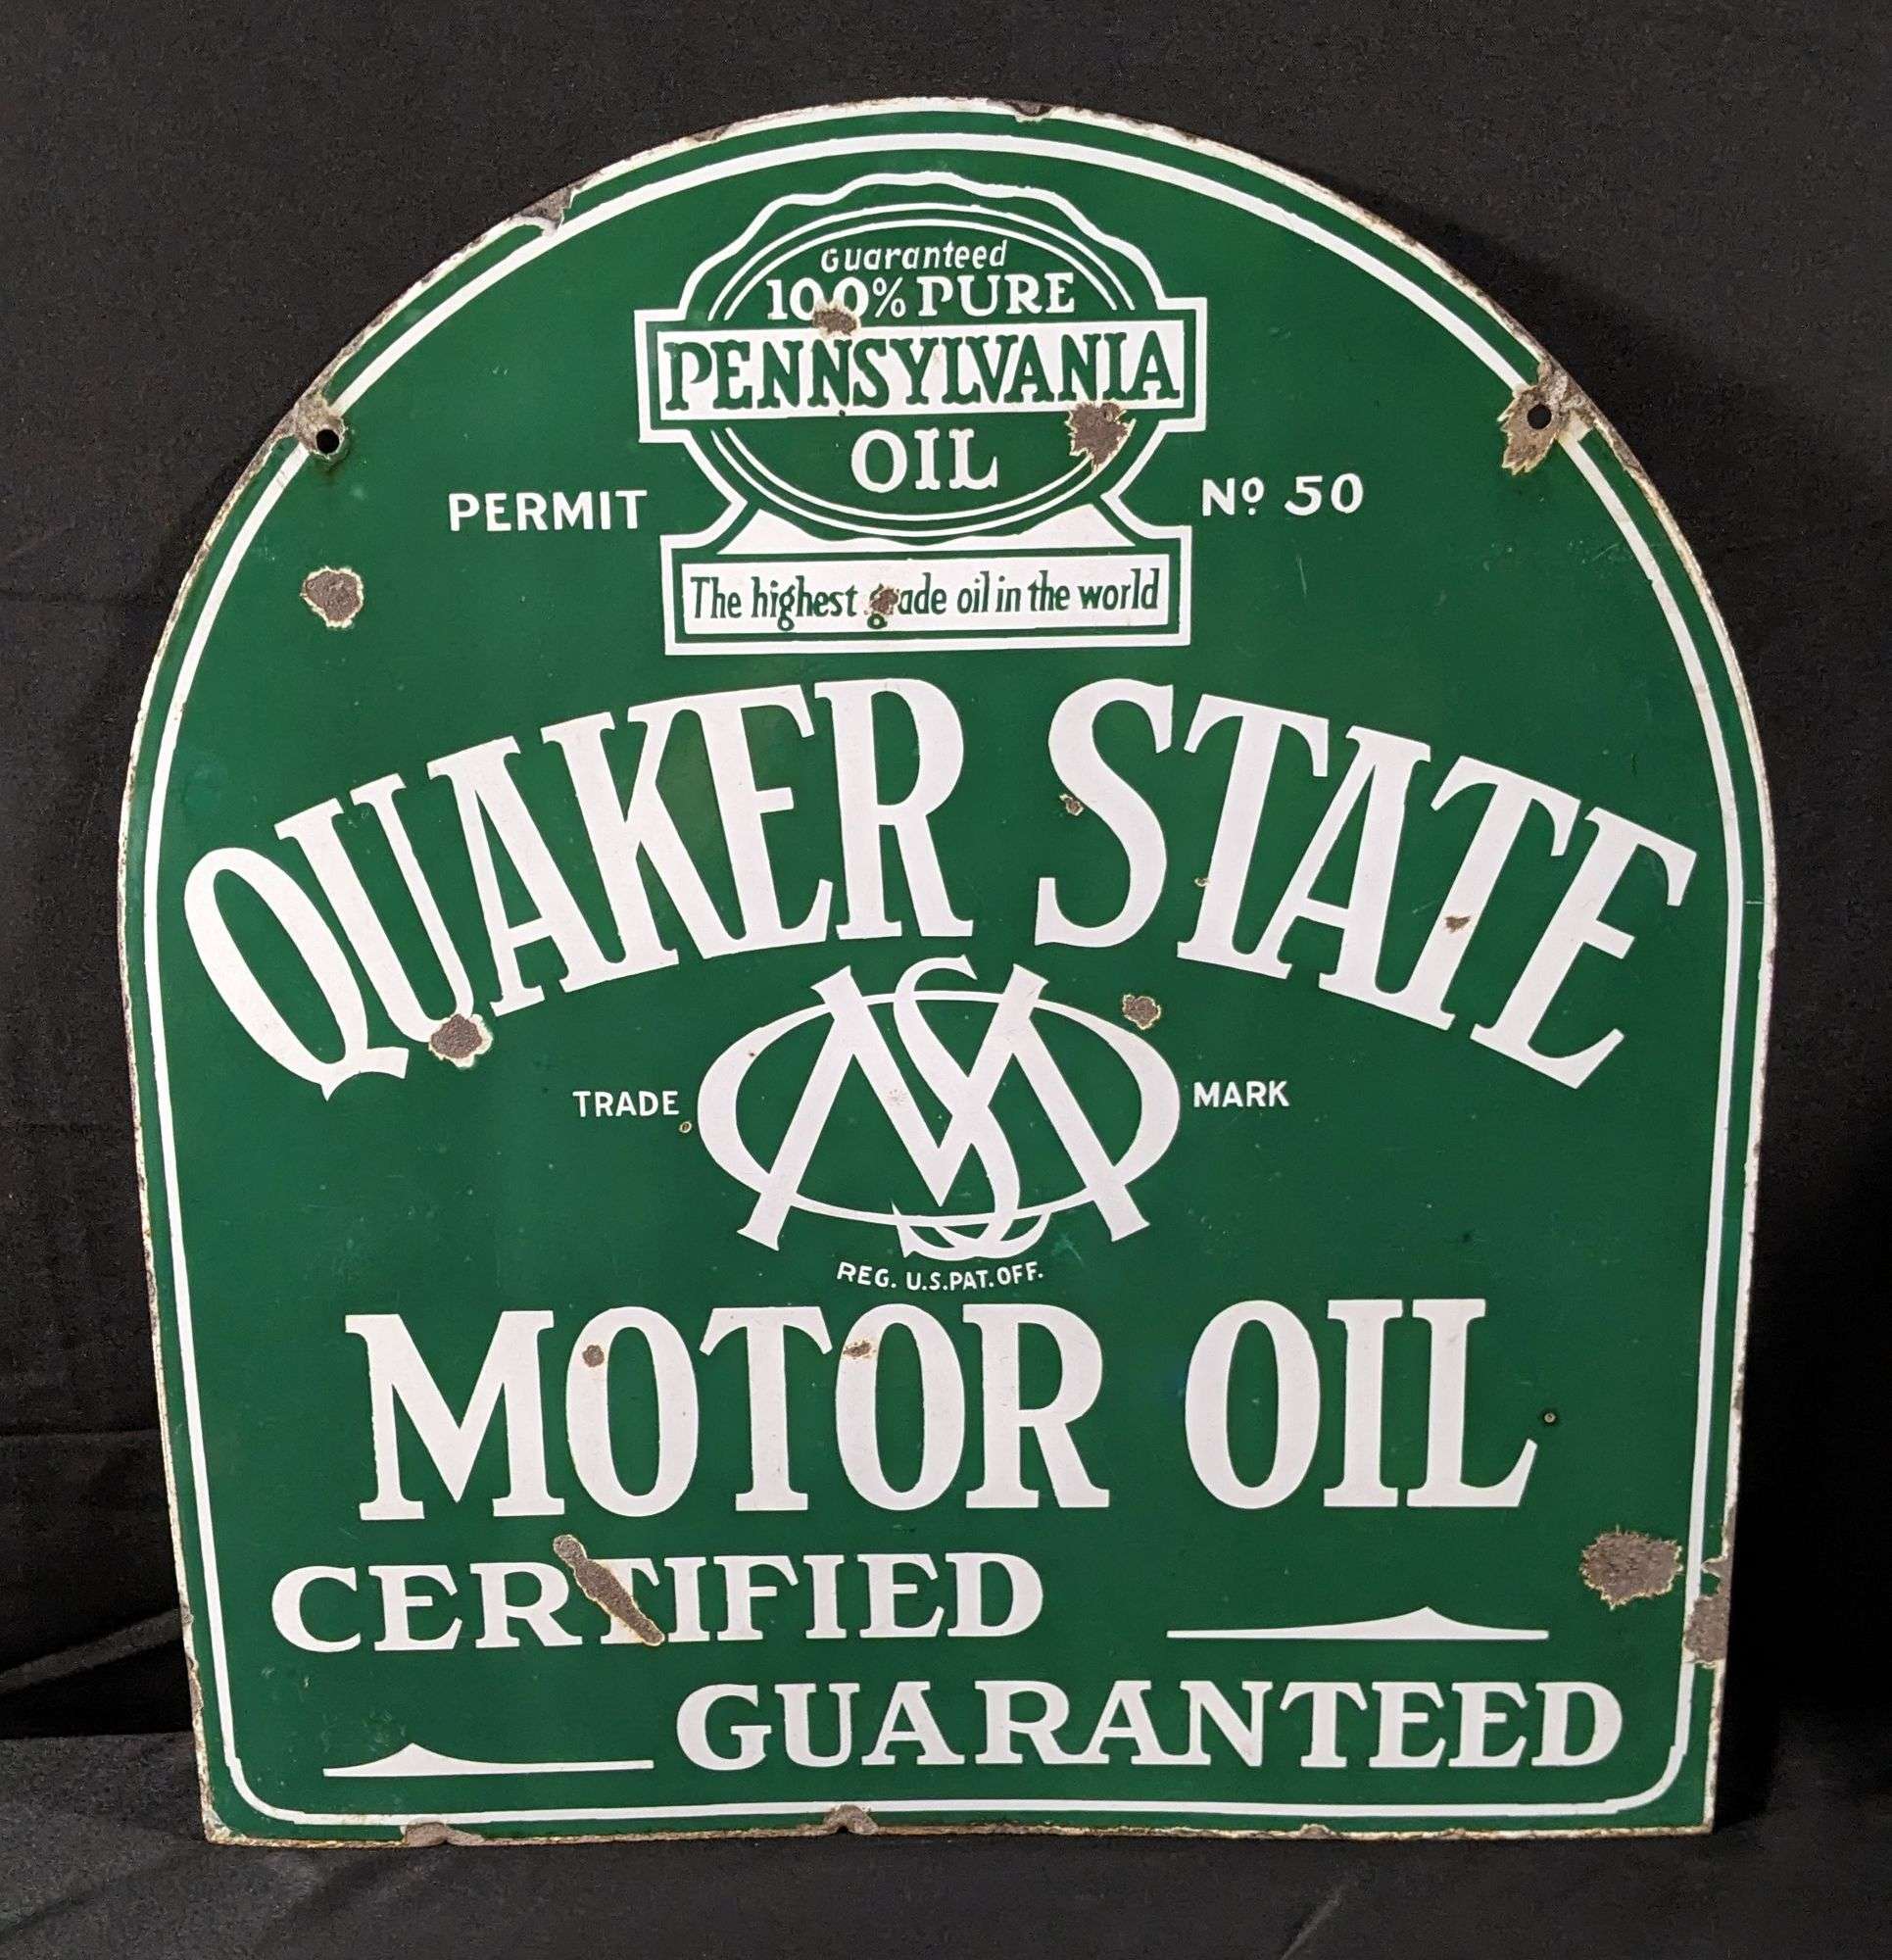 Guaranteed
100% PURE
PENNSYLVANIA
OIL
PERMIT Nº 50
The highest grade oil in the world
QUAKER STATE
QSM
TRADE MARK
REG. U.S. PAT. OFF.
MOTOR OIL
CERTIFIED
GUARANTEED